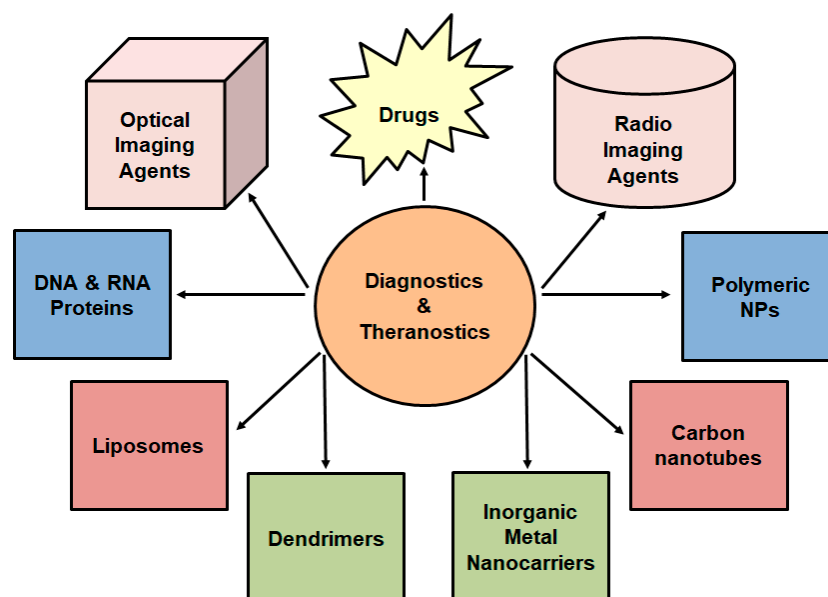 Optical
Imaging
Agents
Drugs
Radio
Imaging
Agents
DNA & RNA
Proteins
Diagnostics
&
Theranostics
Polymeric
NPs
Liposomes
Carbon
nanotubes
Dendrimers
Inorganic
Metal
Nanocarriers